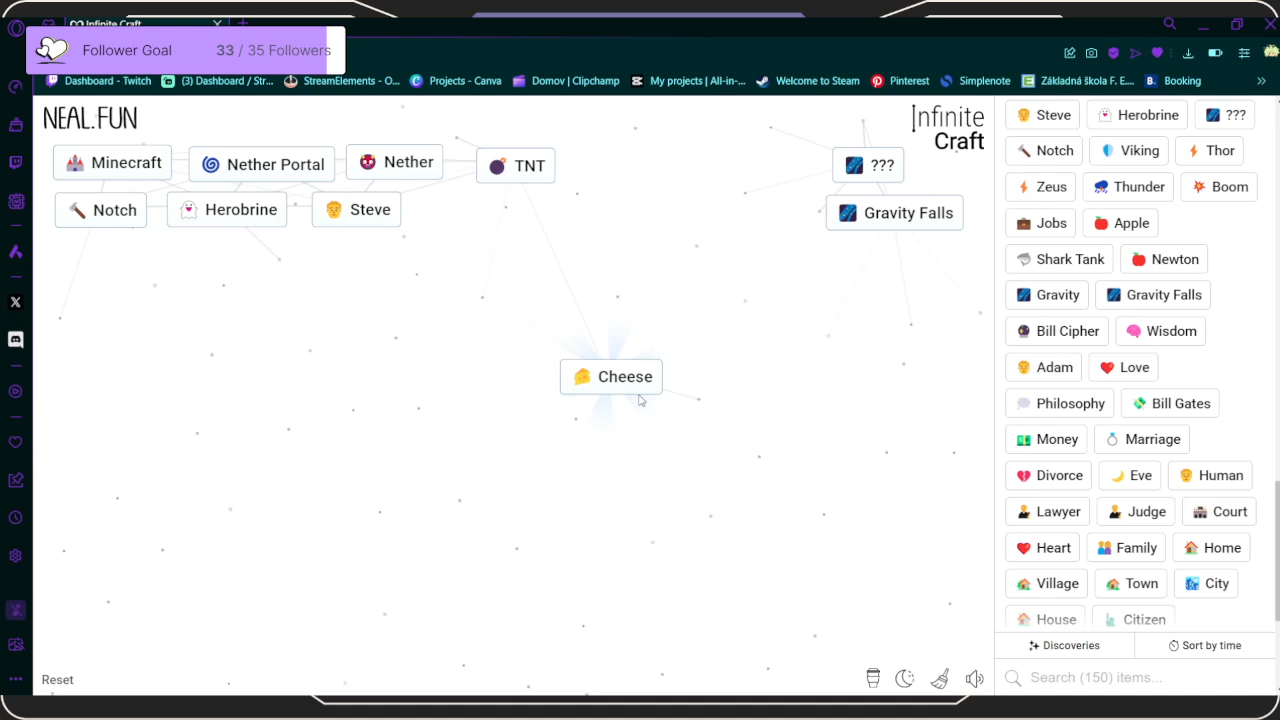 Infinite Craft
Follower Goal 33 / 35 Followers
Dashboard - Twitch (3) Dashboard / Str... StreamElements - O... Projects - Canva Domov | Clipchamp My projects | All-in-... Welcome to Steam Pinterest Simplenote Základná škola F. E... B. Booking
NEAL.FUN
Infinite
Craft
Minecraft Nether Portal Nether TNT ???
Notch Herobrine Steve Gravity Falls
Cheese
Steve Herobrine ???
Notch Viking Thor
Zeus Thunder Boom
Jobs Apple
Shark Tank Newton
Gravity Gravity Falls
Bill Cipher Wisdom
Adam Love
Philosophy Bill Gates
Money Marriage
Divorce Eve Human
Lawyer Judge Court
Heart Family Home
Village Town City
House Citizen
Discoveries Sort by time
Reset
Search (150) items...